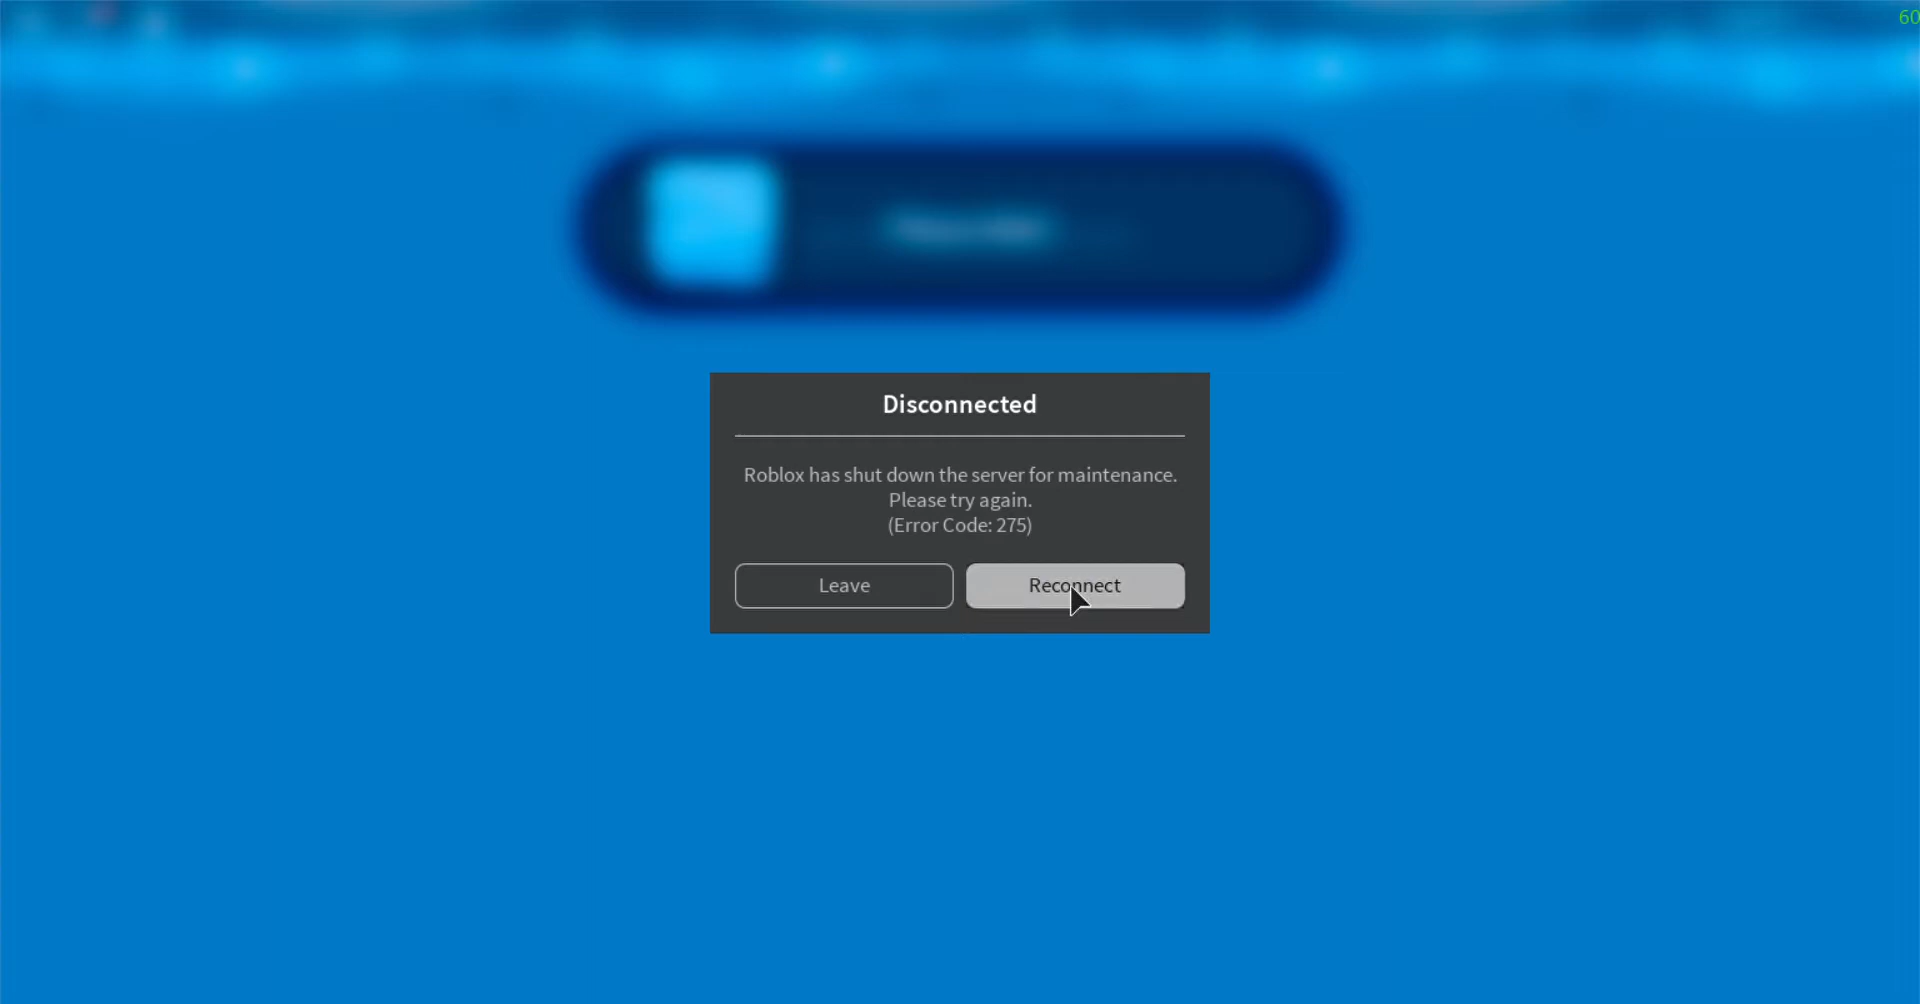 60
Disconnected
Roblox has shut down the server for maintenance.
Please try again.
(Error Code: 275)
Leave
Reconnect